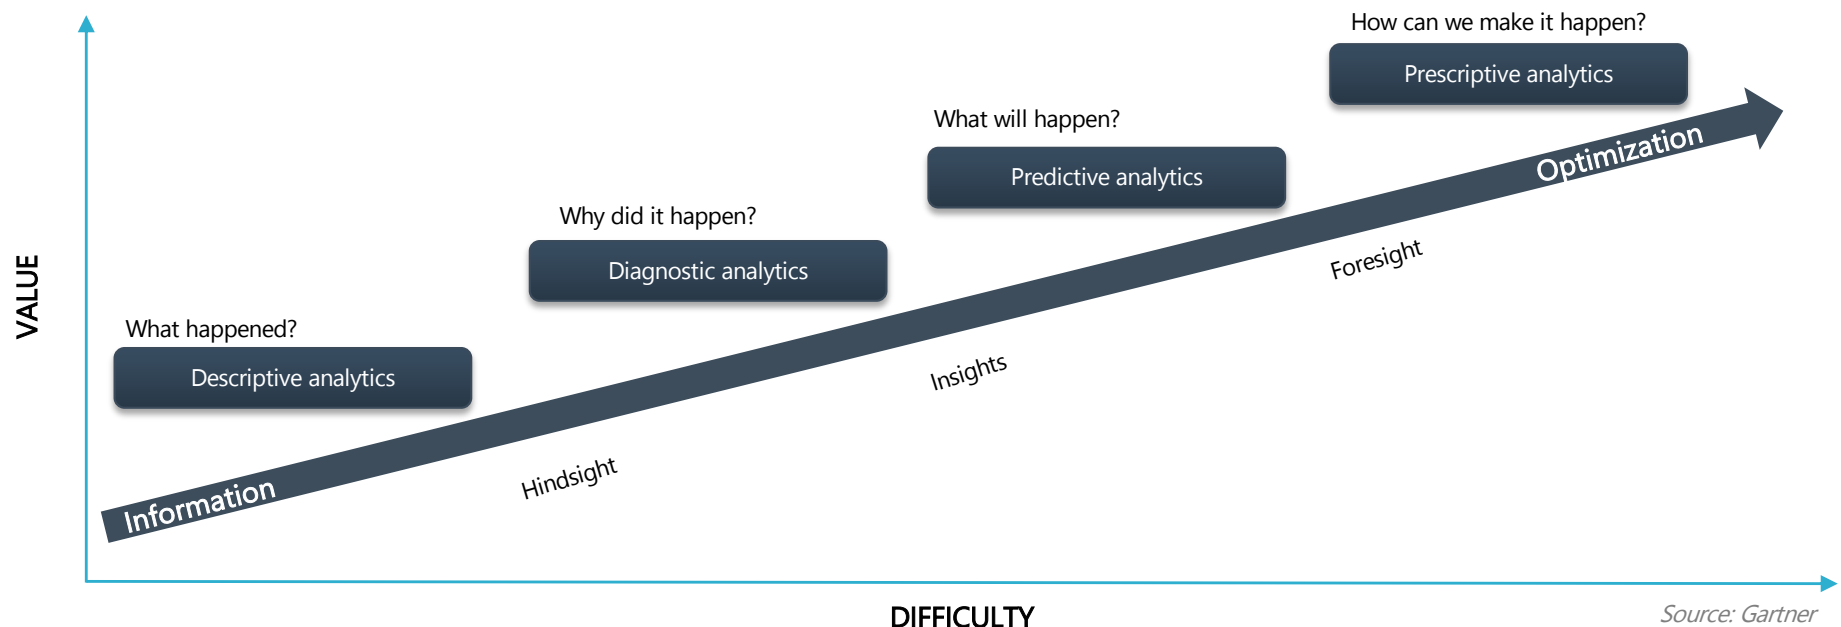 How can we make it happen?
Prescriptive analytics
What will happen?
Predictive analytics
Optimization
Why did it happen?
Diagnostic analytics
Foresight
VALUE
What happened?
Descriptive analytics
Insights
Information
Hindsight
DIFFICULTY
Source: Gartner